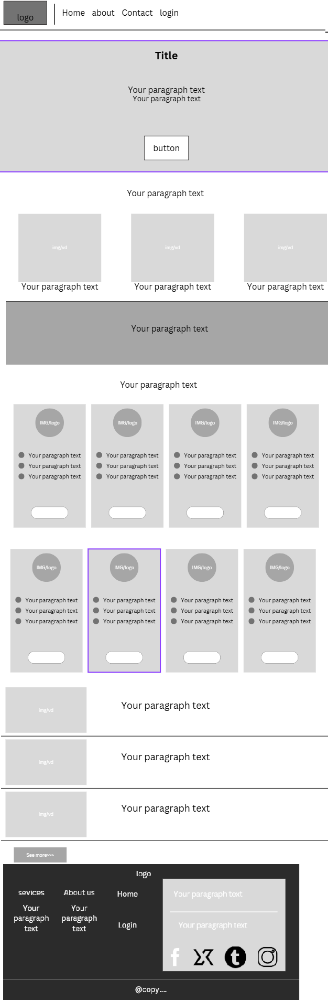 logo
Home about Contact login
Title
Your paragraph text
Your paragraph text
button
Your paragraph text
img/vd img/vd img/vd
Your paragraph text Your paragraph text Your paragraph text
Your paragraph text
Your paragraph text
IMG/logo IMG/logo IMG/logo IMG/logo
Your paragraph text Your paragraph text Your paragraph text Your paragraph text
Your paragraph text Your paragraph text Your paragraph text Your paragraph text
Your paragraph text Your paragraph text Your paragraph text Your paragraph text
IMG/logo IMG/logo IMG/logo IMG/logo
Your paragraph text Your paragraph text Your paragraph text Your paragraph text
Your paragraph text Your paragraph text Your paragraph text Your paragraph text
Your paragraph text Your paragraph text Your paragraph text Your paragraph text
img/vd
Your paragraph text
img/vd
Your paragraph text
img/vd
Your paragraph text
See more>>>
logo
sevices
Your
paragraph
text
About us
Your
paragraph
text
Home
Login
Your paragraph text
Your paragraph text
@copy....